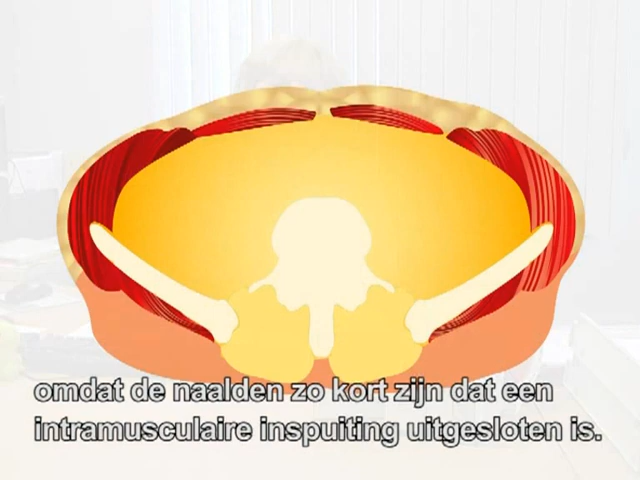 omdat de naalden zo kort zijn dat een
intramusculaire inspuiting uitgesloten is.